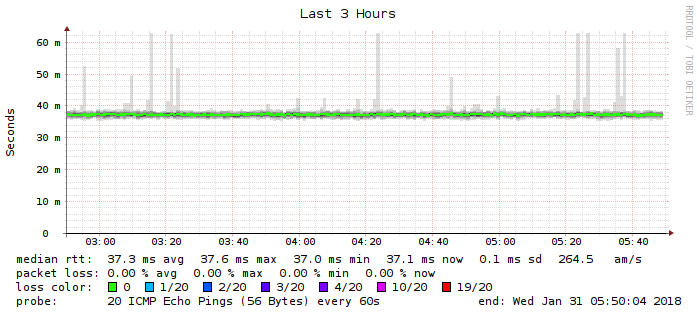 Last 3 Hours
RRDTOOL / TOBI OETIKER
Seconds
60 m
50 m
40 m
30 m
20 m
10 m
0
03:00 03:20 03:40 04:00 04:20 04:40 05:00 05:20 05:40
median rtt: 37.3 ms avg 37.6 ms max 37.0 ms min 37.1 ms now 0.1 ms sd 264.5 am/s
packet loss: 0.00 % avg 0.00 % max 0.00 % min 0.00 % now
loss color: 0 1/20 2/20 3/20 4/20 10/20 19/20
probe: 20 ICMP Echo Pings (56 Bytes) every 60s end: Wed Jan 31 05:50:04 2018